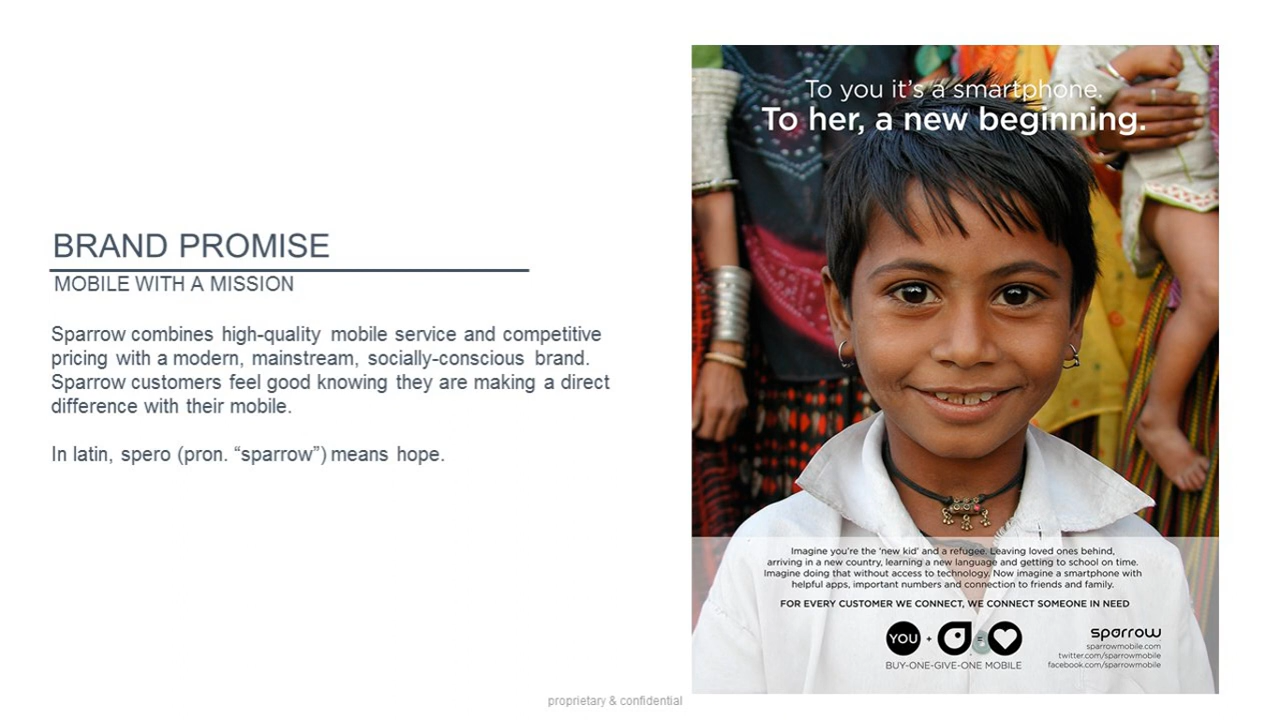 BRAND PROMISE
MOBILE WITH A MISSION
Sparrow combines high-quality mobile service and competitive
pricing with a modern, mainstream, socially-conscious brand.
Sparrow customers feel good knowing they are making a direct
difference with their mobile.
In latin, spero (pron. “sparrow”) means hope.
To you it’s a smartphone.
To her, a new beginning.
Imagine you’re the ‘new kid’ and a refugee. Leaving loved ones behind,
arriving in a new country, learning a new language and getting to school on time.
Imagine doing that without access to technology. Now imagine a smartphone with
helpful apps, important numbers and connection to friends and family.
FOR EVERY CUSTOMER WE CONNECT, WE CONNECT SOMEONE IN NEED
YOU + =
BUY-ONE-GIVE-ONE MOBILE
sparrow
sparrowmobile.com
twitter.com/sparrowmobile
facebook.com/sparrowmobile
proprietary & confidential